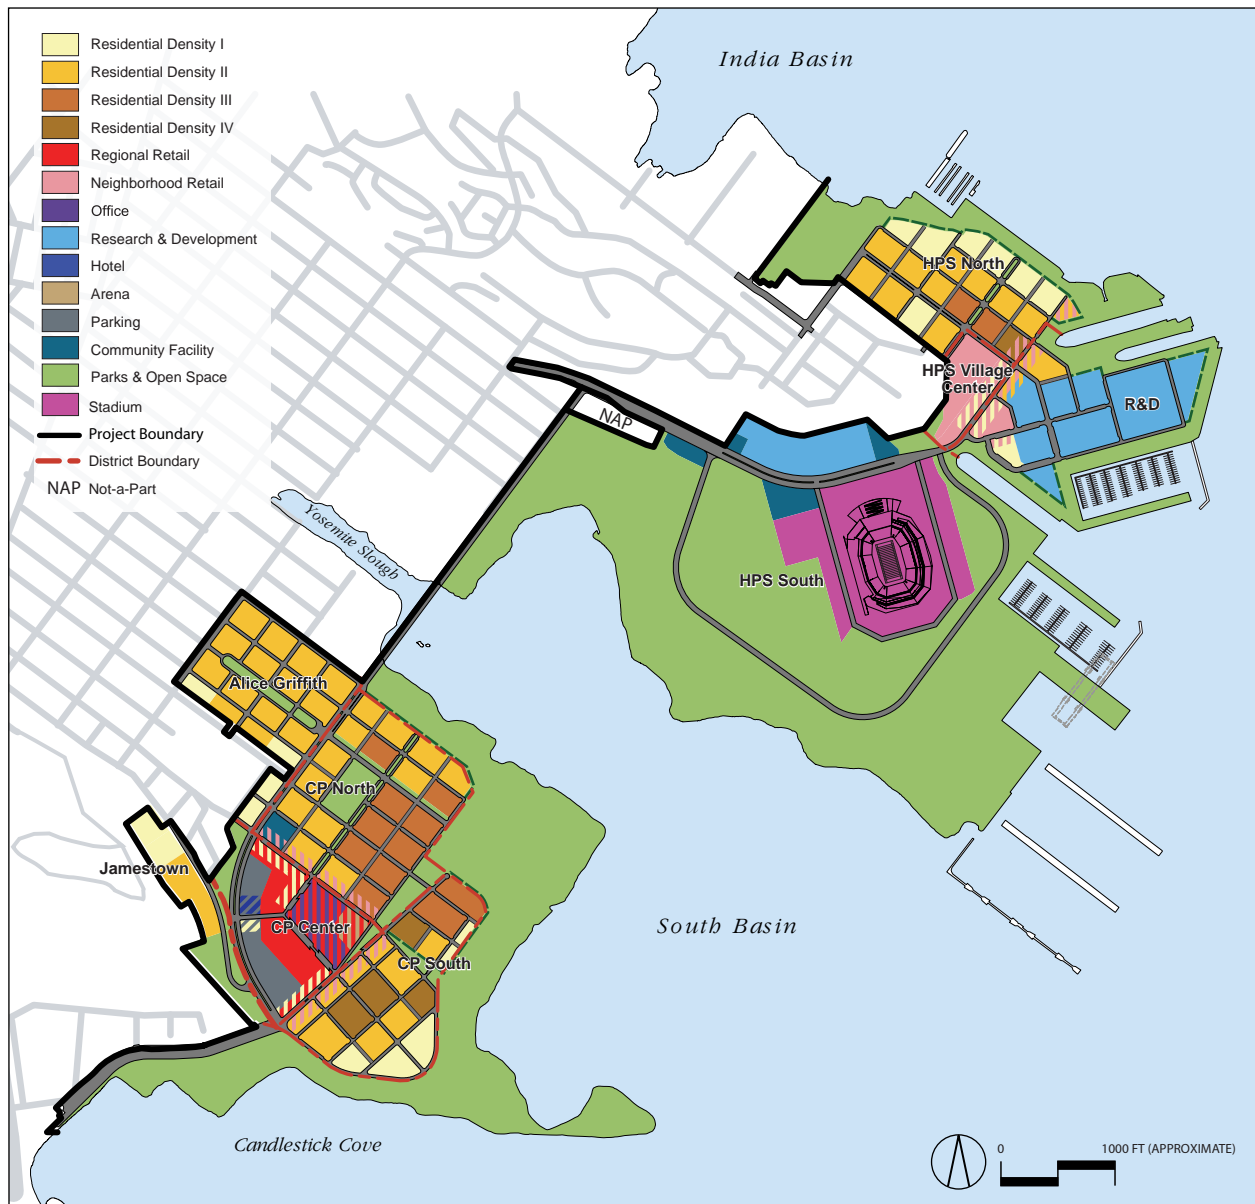 India Basin
Residential Density I
Residential Density II
Residential Density III
Residential Density IV
Regional Retail
Neighborhood Retail
Office
Research & Development
Hotel
Arena
Parking
Community Facility
Parks & Open Space
Stadium
Project Boundary
District Boundary
NAP Not-a-Part
HPS North
HPS Village
Center
R&D
NAP
Yosemite Slough
HPS South
Alice Griffith
CP North
Jamestown
CP Center
South Basin
CP South
Candlestick Cove
0 1000 FT (APPROXIMATE)